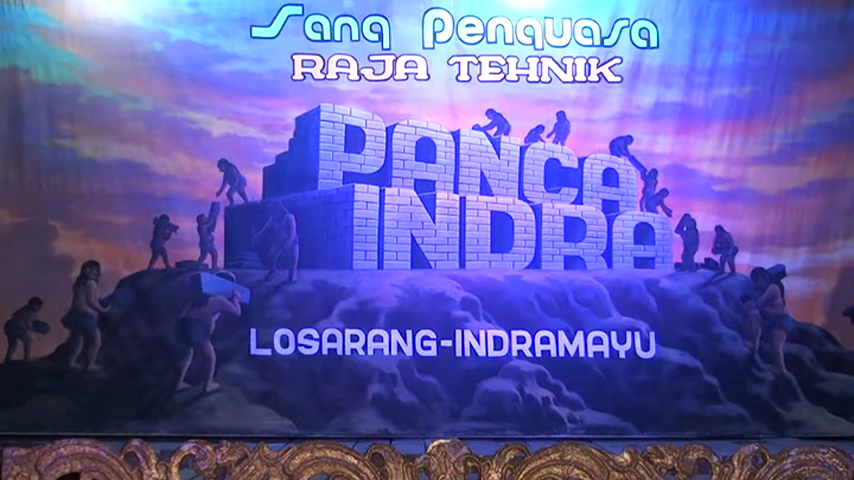 Sang Penguasa
RAJA TEHNIK
PANCA
INDRA
LOSARANG-INDRAMAYU